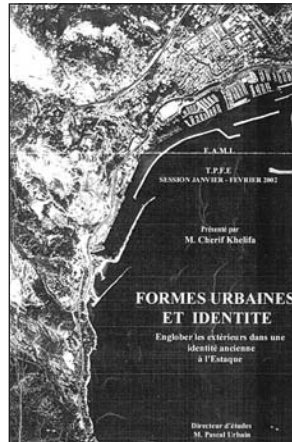 E.A.M.L
T.P.F.E
SESSION JANVIER - FEVRIER 2002
Présenté par
M. Cherif Khelifa
FORMES URBAINES
ET IDENTITE
Englober les extérieurs dans une
identité ancienne
à l'Estaque
Directeur d'études
M. Pascal Urbain